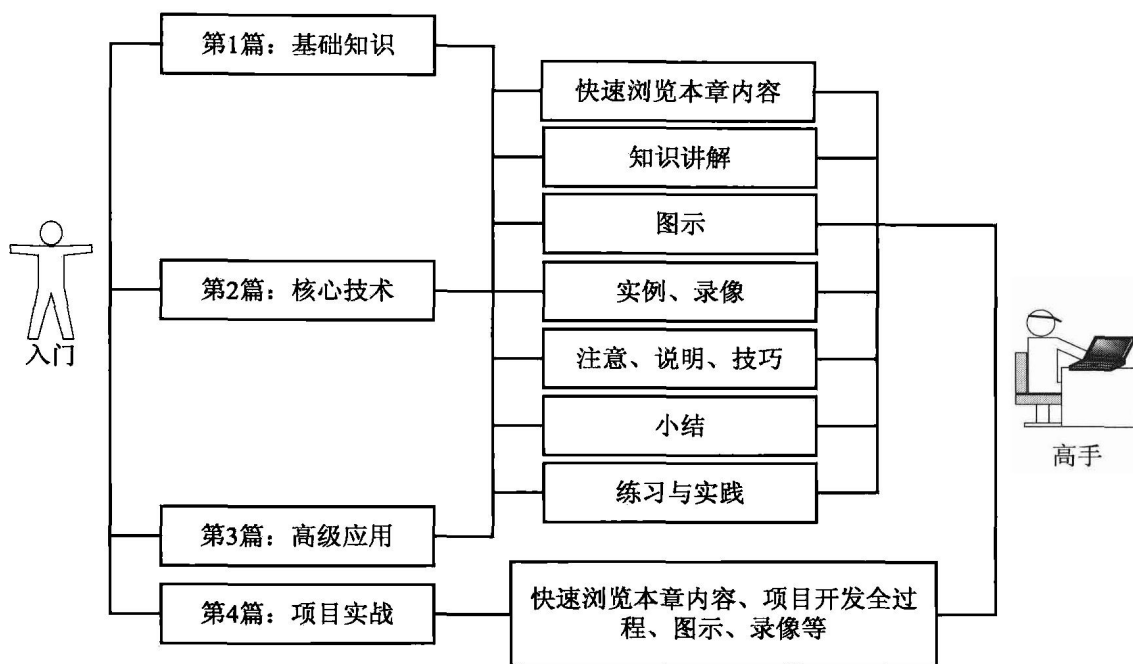 第1篇：基础知识
快速浏览本章内容
知识讲解
图示
第2篇：核心技术
实例、录像
入门
注意、说明、技巧
小结
高手
练习与实践
第3篇：高级应用
第4篇：项目实战
快速浏览本章内容、项目开发全过
程、图示、录像等